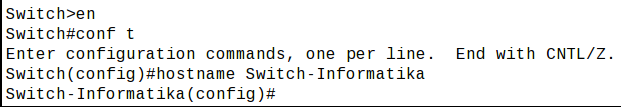 Switch>en
Switch#conf t
Enter configuration commands, one per line.  End with CNTL/Z.
Switch(config)#hostname Switch-Informatika
Switch-Informatika(config)#